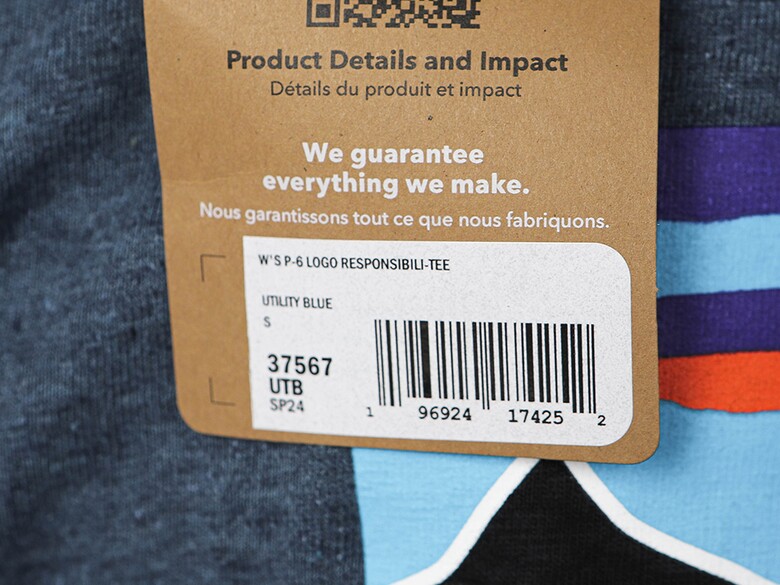 Product Details and Impact
Détails du produit et impact
We guarantee
everything we make.
Nous garantissons tout ce que nous fabriquons.
W'S P-6 LOGO RESPONSIBILI-TEE
UTILITY BLUE
S
37567
UTB
SP24
1 96924 17425 2